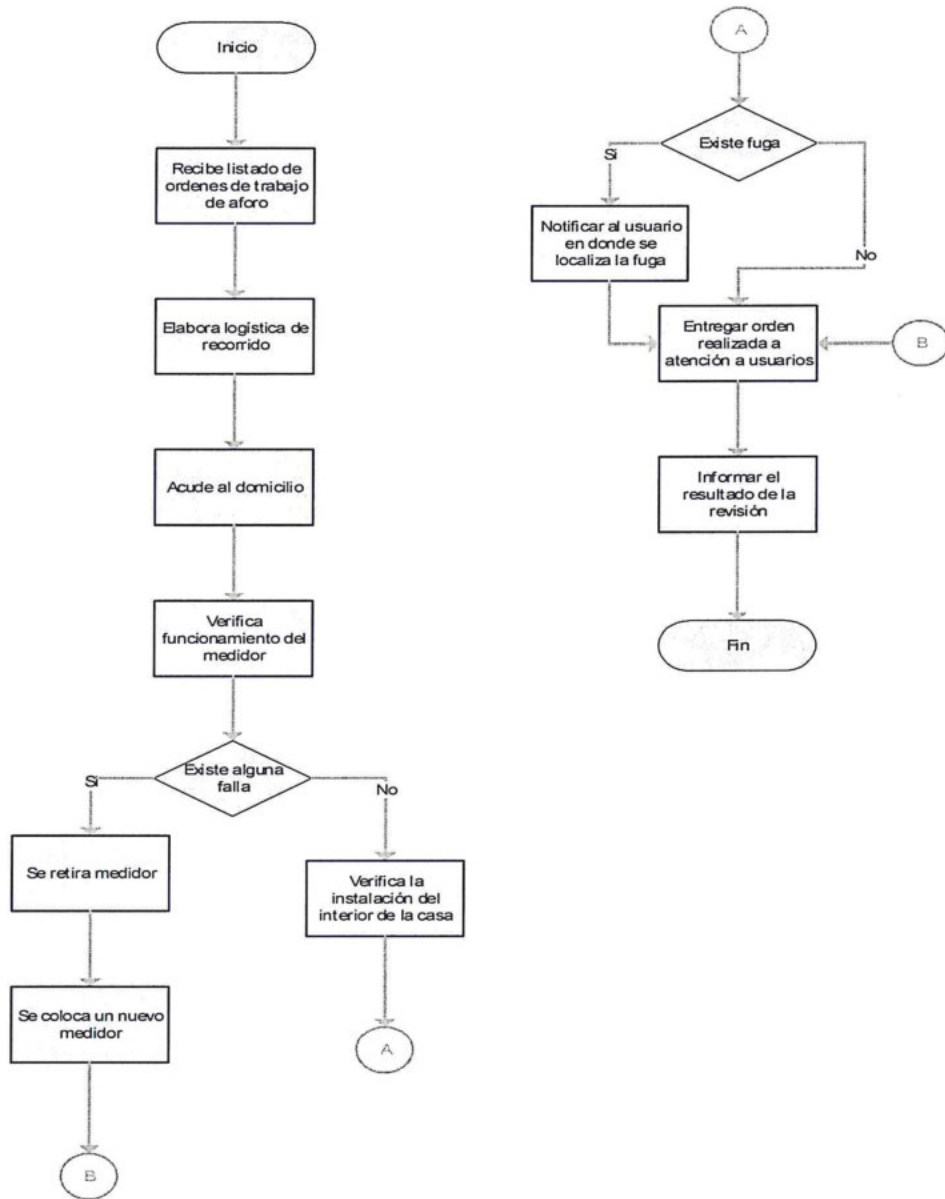 Inicio
Recibe listado de
ordenes de trabajo
de aforo
Elabora logística de
recorrido
Acude al domicilio
Verifica
funcionamiento del
medidor
Existe alguna
falla
Si
No
Se retira medidor
Verifica la
instalación del
interior de la casa
Se coloca un nuevo
medidor
A
B
A
Existe fuga
Si
No
Notificar al usuario
en donde se
localiza la fuga
Entregar orden
realizada a
atención a usuarios
B
Informar el
resultado de la
revisión
Fin